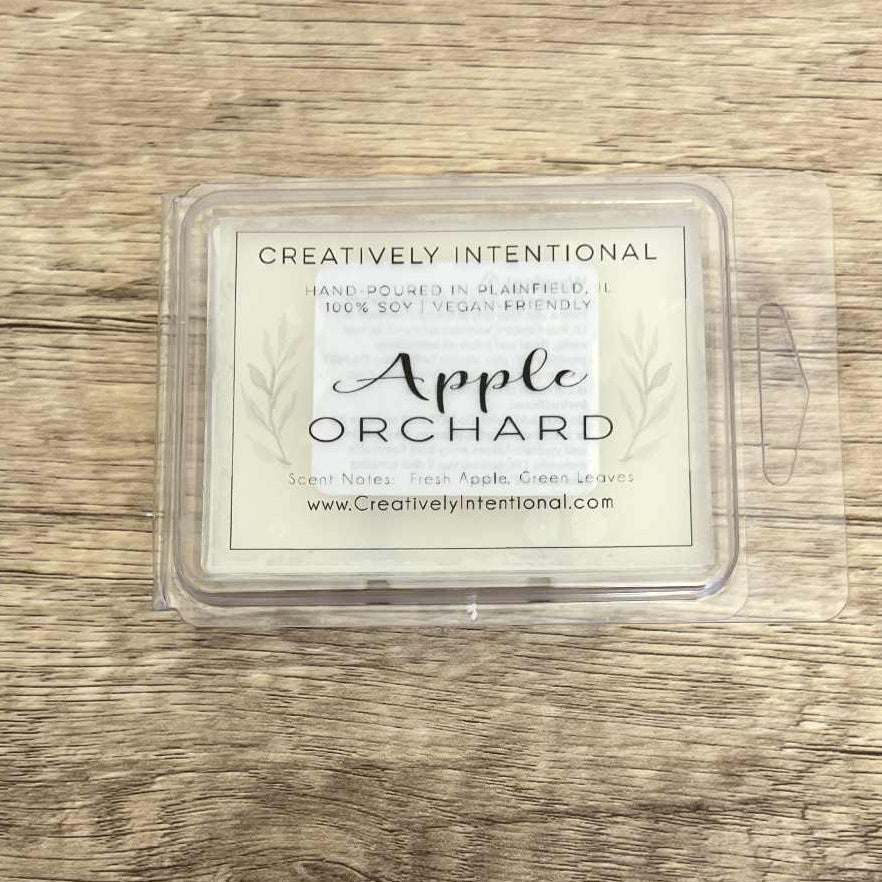 CREATIVELY INTENTIONAL
HAND-POURED IN PLAINFIELD, IL
100% SOY | VEGAN-FRIENDLY
Apple
ORCHARD
Scent Notes: Fresh Apple, Green Leaves
www.CreativelyIntentional.com